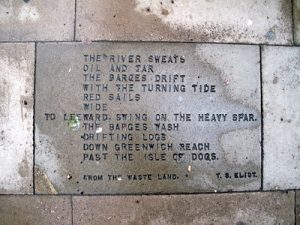 THE RIVER SWEATS
OIL AND TAR
THE BARGES DRIFT
WITH THE TURNING TIDE
RED SAILS
WIDE
TO LEEWARD, SWING ON THE HEAVY SPAR.
THE BARGES WASH
DRIFTING LOGS
DOWN GREENWICH REACH
PAST THE ISLE OF DOGS.
FROM THE WASTE LAND. T. S. ELIOT.